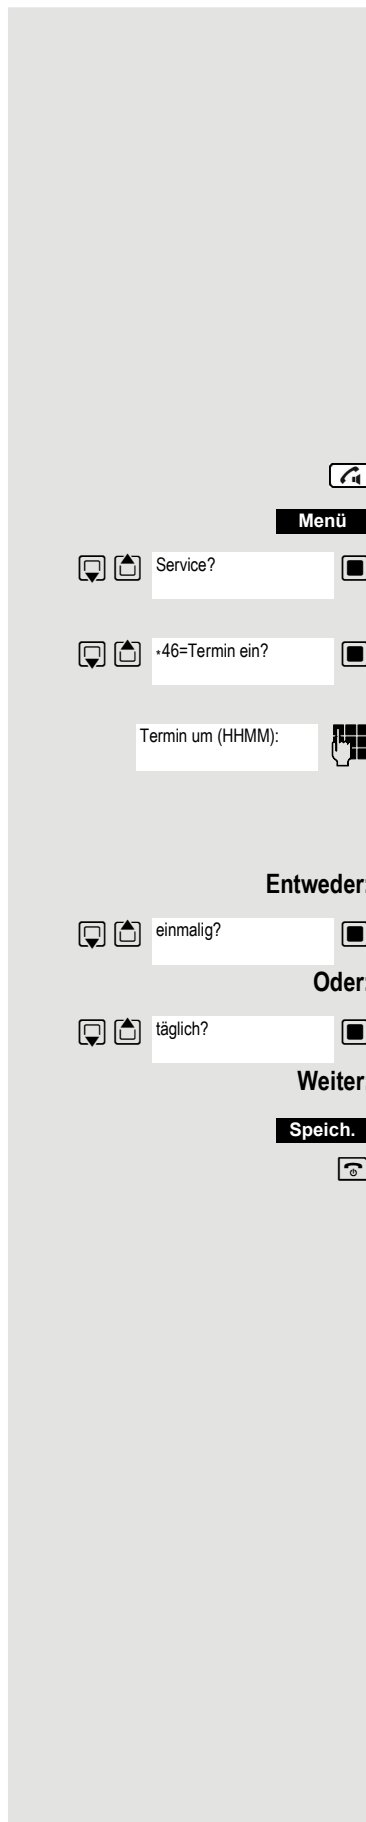 Menü
Service?
*46=Termin ein?
Termin um (HHMM):
Entweder:
einmalig?
Oder:
täglich?
Weiter:
Speich.